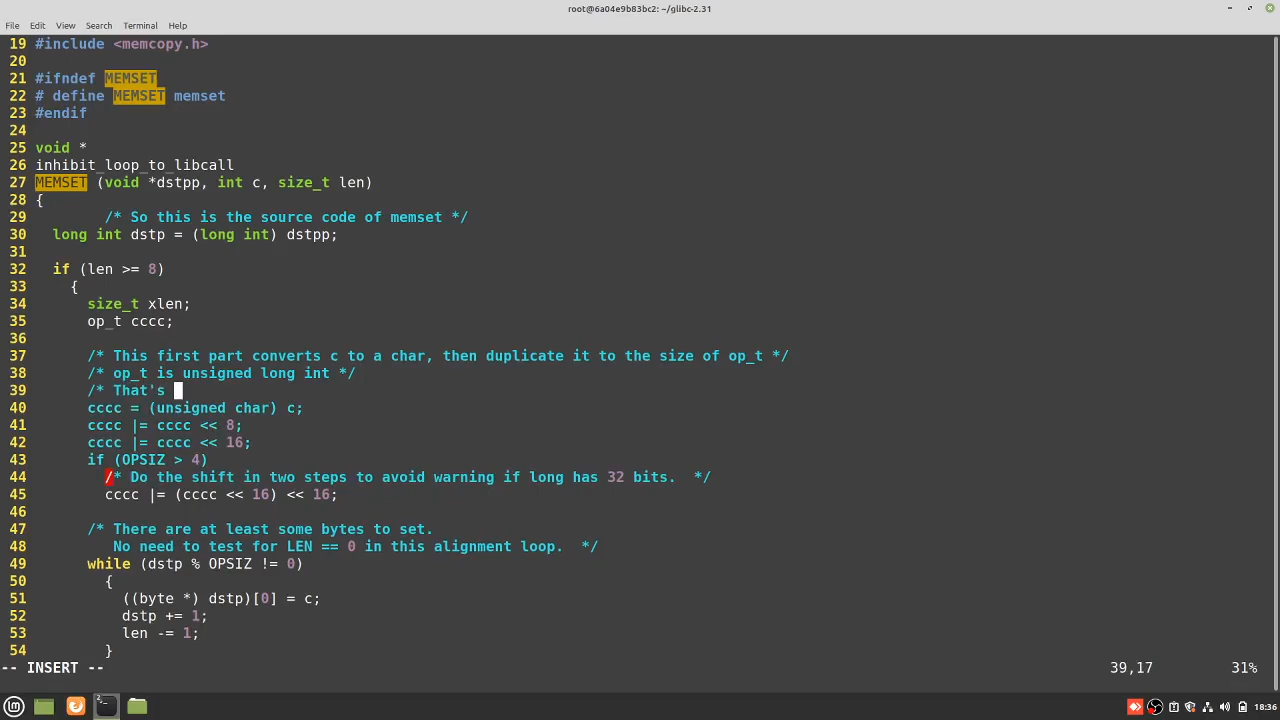 root@6a04e9b83bc2: ~/glibc-2.31
File Edit View Search Terminal Help
19 #include <memcopy.h>
20
21 #ifndef MEMSET
22 # define MEMSET memset
23 #endif
24
25 void *
26 inhibit_loop_to_libcall
27 MEMSET (void *dstpp, int c, size_t len)
28 {
29         /* So this is the source code of memset */
30   long int dstp = (long int) dstpp;
31
32   if (len >= 8)
33     {
34       size_t xlen;
35       op_t cccc;
36
37       /* This first part converts c to a char, then duplicate it to the size of op_t */
38       /* op_t is unsigned long int */
39       /* That's
40       cccc = (unsigned char) c;
41       cccc |= cccc << 8;
42       cccc |= cccc << 16;
43       if (OPSIZ > 4)
44         /* Do the shift in two steps to avoid warning if long has 32 bits.  */
45         cccc |= (cccc << 16) << 16;
46
47       /* There are at least some bytes to set.
48          No need to test for LEN == 0 in this alignment loop.  */
49       while (dstp % OPSIZ != 0)
50         {
51           ((byte *) dstp)[0] = c;
52           dstp += 1;
53           len -= 1;
54         }
-- INSERT -- 39,17 31%
18:36